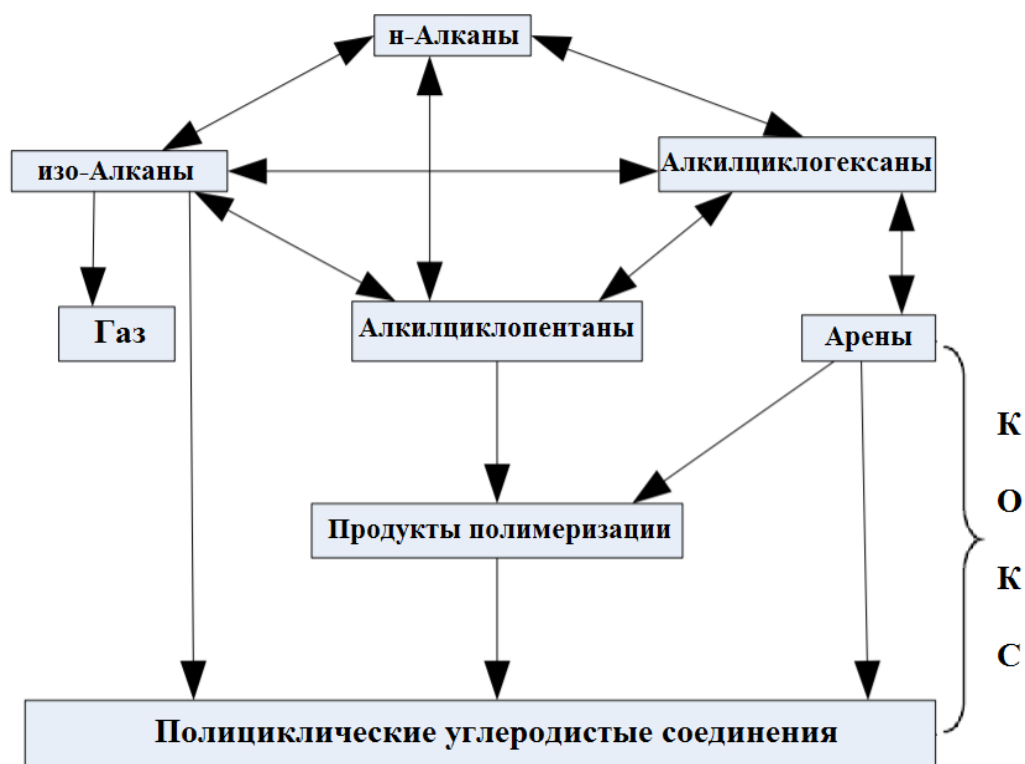 н-Алканы
изо-Алканы
Алкилциклогексаны
Газ
Алкилциклопентаны
Арены
Продукты полимеризации
Полициклические углеродистые соединения
К
О
К
С